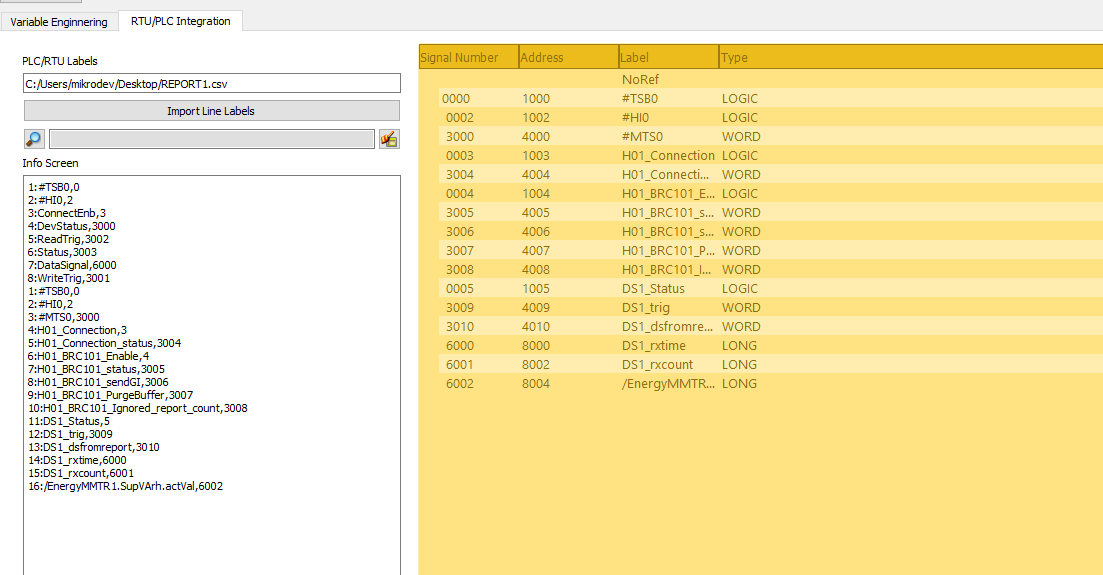 Variable Enginnering RTU/PLC Integration
PLC/RTU Labels
C:/Users/mikrodev/Desktop/REPORT1.csv
Import Line Labels
Info Screen
1:#TSB0,0
2:#HI0,2
3:ConnectEnb,3
4:DevStatus,3000
5:ReadTrig,3002
6:Status,3003
7:DataSignal,6000
8:WriteTrig,3001
1:#TSB0,0
2:#HI0,2
3:#MTS0,3000
4:H01_Connection,3
5:H01_Connection_status,3004
6:H01_BRC101_Enable,4
7:H01_BRC101_status,3005
8:H01_BRC101_sendGI,3006
9:H01_BRC101_PurgeBuffer,3007
10:H01_BRC101_Ignored_report_count,3008
11:DS1_Status,5
12:DS1_trig,3009
13:DS1_dsfromreport,3010
14:DS1_rxtime,6000
15:DS1_rxcount,6001
16:/EnergyMMTR1.SupVArh.actVal,6002
Signal Number Address Label Type
NoRef
0000 1000 #TSB0 LOGIC
0002 1002 #HI0 LOGIC
3000 4000 #MTS0 WORD
0003 1003 H01_Connection LOGIC
3004 4004 H01_Connecti... WORD
0004 1004 H01_BRC101_E... LOGIC
3005 4005 H01_BRC101_s... WORD
3006 4006 H01_BRC101_s... WORD
3007 4007 H01_BRC101_P... WORD
3008 4008 H01_BRC101_I... WORD
0005 1005 DS1_Status LOGIC
3009 4009 DS1_trig WORD
3010 4010 DS1_dsfromre... WORD
6000 8000 DS1_rxtime LONG
6001 8002 DS1_rxcount LONG
6002 8004 /EnergyMMTR... LONG